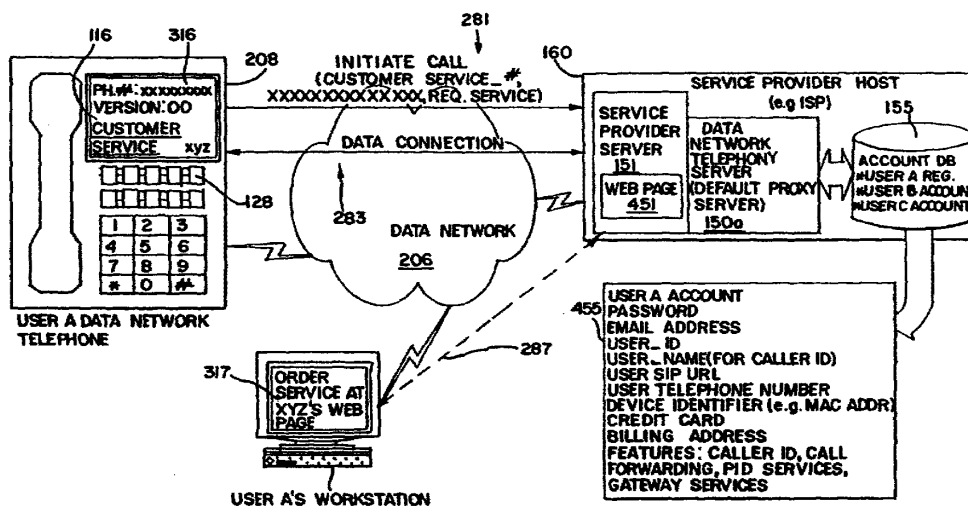 281
116
316
208
INITIATE CALL
(CUSTOMER SERVICE_#,
XXXXXXXXXXXXXX, REQ. SERVICE)
160
SERVICE PROVIDER HOST
(e.g ISP)
155
PH.#: xxxxxxxxx
VERSION: OO
CUSTOMER
SERVICE xyz
DATA CONNECTION
SERVICE
PROVIDER
SERVER
151
WEB PAGE
451
DATA
NETWORK
TELEPHONY
SERVER
(DEFAULT PROXY
SERVER)
150a
ACCOUNT DB
*USER A REG.
*USER B ACCOUNT
*USER C ACCOUNT
128
283
DATA NETWORK
206
1 2 3
4 5 6
7 8 9
* 0 #
USER A DATA NETWORK
TELEPHONE
287
317
ORDER
SERVICE AT
XYZ'S WEB
PAGE
USER A'S WORKSTATION
455
USER A ACCOUNT
PASSWORD
EMAIL ADDRESS
USER_ID
USER_NAME(FOR CALLER ID)
USER SIP URL
USER TELEPHONE NUMBER
DEVICE IDENTIFIER (e.g. MAC ADDR)
CREDIT CARD
BILLING ADDRESS
FEATURES: CALLER ID, CALL
FORWARDING, PID SERVICES,
GATEWAY SERVICES